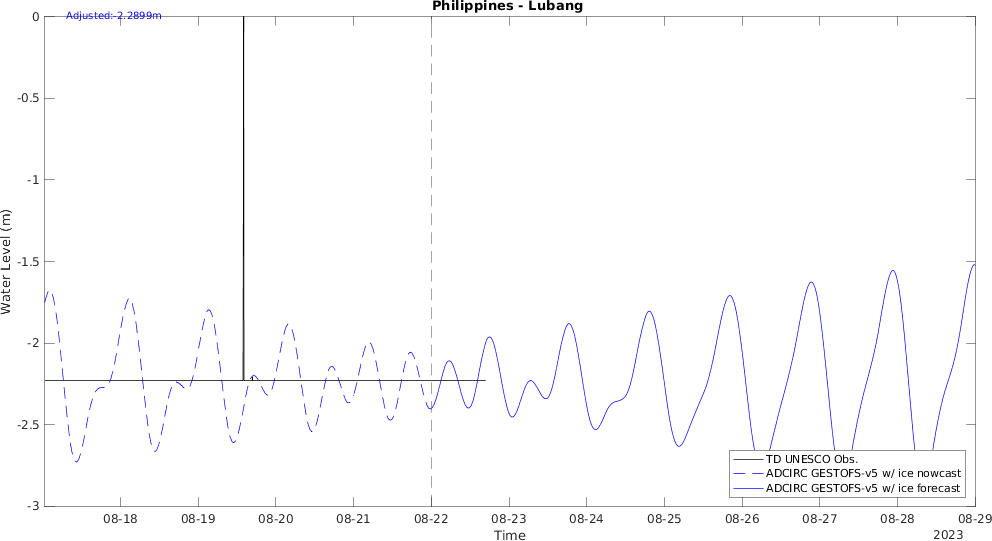 Philippines - Lubang
Adjusted:-2.2899m
0
-0.5
-1
-1.5
-2
-2.5
-3
Water Level (m)
TD UNESCO Obs.
ADCIRC GESTOFS-v5 w/ ice nowcast
ADCIRC GESTOFS-v5 w/ ice forecast
08-18 08-19 08-20 08-21 08-22 08-23 08-24 08-25 08-26 08-27 08-28 08-29
Time
2023